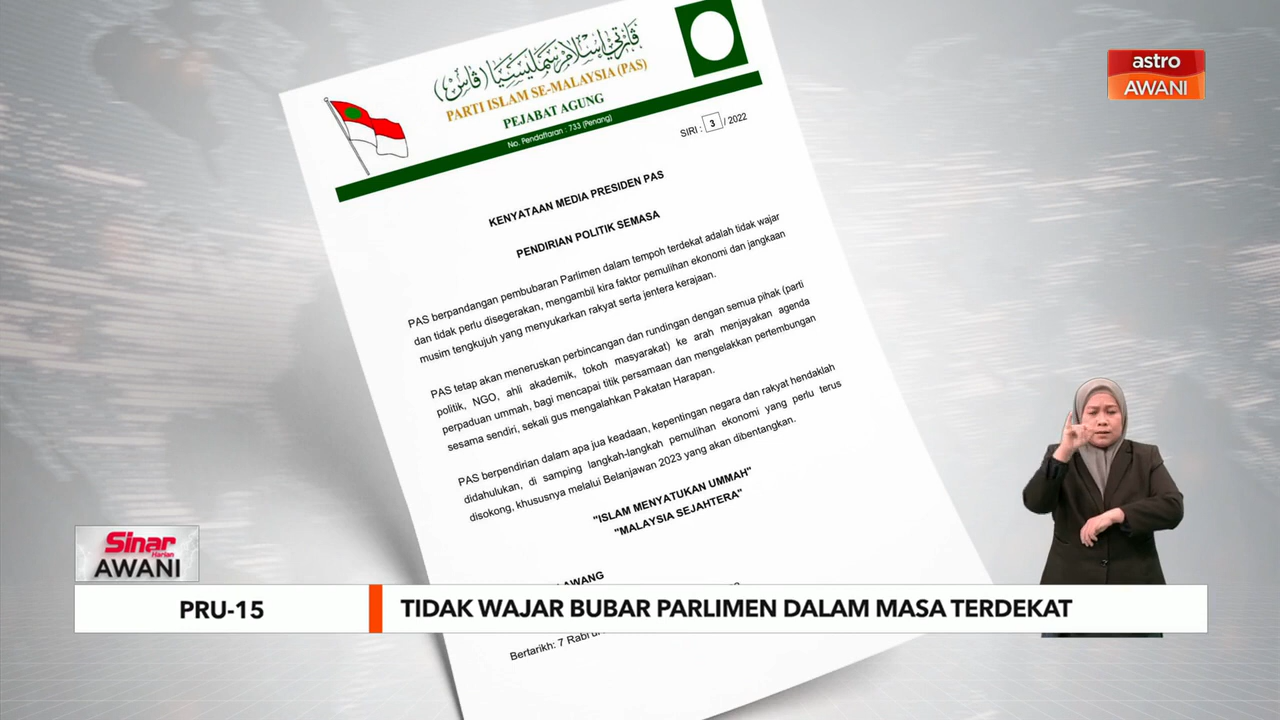 ڤرتي إسلام سمليسيا (ڤاس)
PARTI ISLAM SE-MALAYSIA (PAS)
PEJABAT AGUNG
No. Pendaftaran : 733 (Penang)
SIRI : 3 / 2022
astro
AWANI
KENYATAAN MEDIA PRESIDEN PAS
PENDIRIAN POLITIK SEMASA
PAS berpandangan pembubaran Parlimen dalam tempoh terdekat adalah tidak wajar
dan tidak perlu disegerakan, mengambil kira faktor pemulihan ekonomi dan jangkaan
musim tengkujuh yang menyukarkan rakyat serta jentera kerajaan.
PAS tetap akan meneruskan perbincangan dan rundingan dengan semua pihak (parti
politik, NGO, ahli akademik, tokoh masyarakat) ke arah menjayakan agenda
perpaduan ummah, bagi mencapai titik persamaan dan mengelakkan pertembungan
sesama sendiri, sekali gus mengalahkan Pakatan Harapan.
PAS berpendirian dalam apa jua keadaan, kepentingan negara dan rakyat hendaklah
didahulukan, di samping langkah-langkah pemulihan ekonomi yang perlu terus
disokong, khususnya melalui Belanjawan 2023 yang akan dibentangkan.
"ISLAM MENYATUKAN UMMAH"
"MALAYSIA SEJAHTERA"
AWANG
Bertarikh: 7
Sinar
Harian
AWANI
PRU-15
TIDAK WAJAR BUBAR PARLIMEN DALAM MASA TERDEKAT